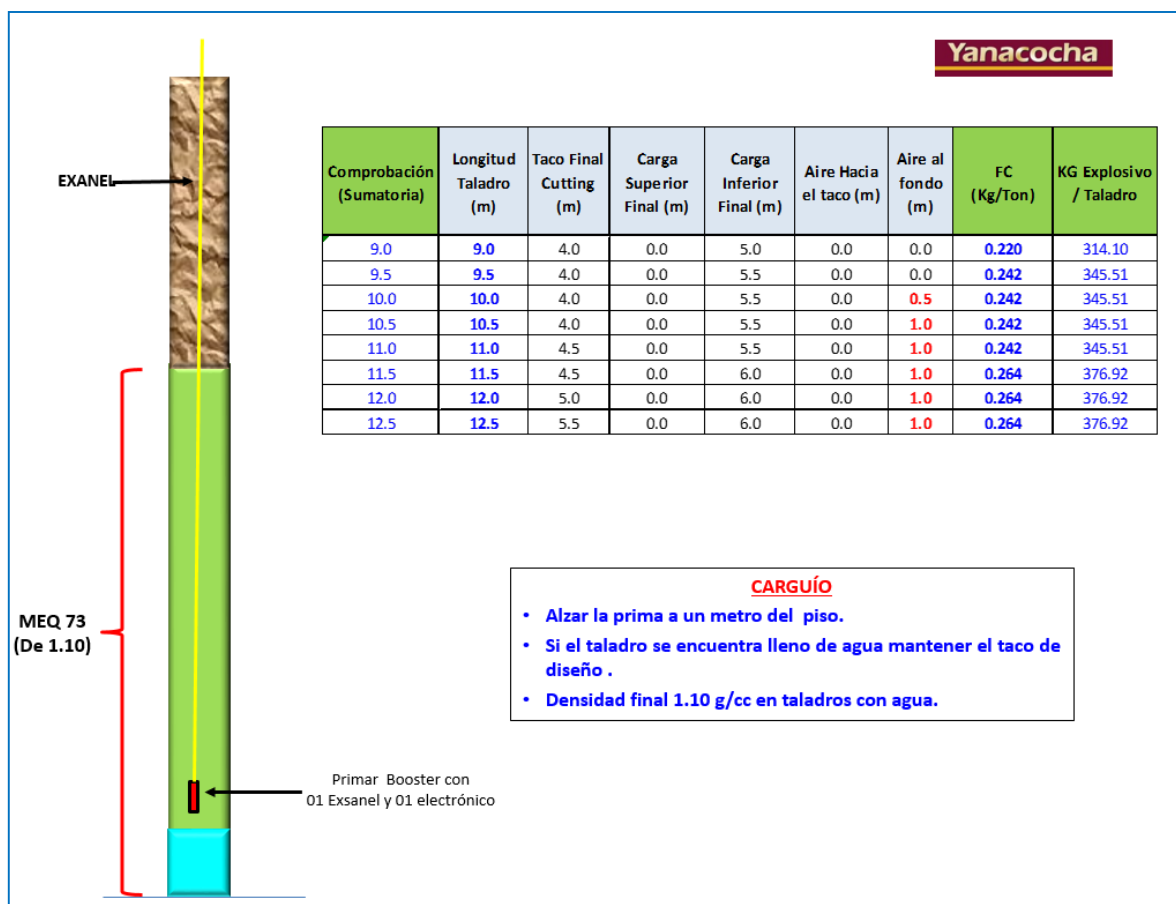 Yanacocha
EXANEL
Comprobación (Sumatoria) Longitud Taladro (m) Taco Final Cutting (m) Carga Superior Final (m) Carga Inferior Final (m) Aire Hacia el taco (m) Aire al fondo (m) FC (Kg/Ton) KG Explosivo / Taladro
9.0 9.0 4.0 0.0 5.0 0.0 0.0 0.220 314.10
9.5 9.5 4.0 0.0 5.5 0.0 0.0 0.242 345.51
10.0 10.0 4.0 0.0 5.5 0.0 0.5 0.242 345.51
10.5 10.5 4.0 0.0 5.5 0.0 1.0 0.242 345.51
11.0 11.0 4.5 0.0 5.5 0.0 1.0 0.242 345.51
11.5 11.5 4.5 0.0 6.0 0.0 1.0 0.264 376.92
12.0 12.0 5.0 0.0 6.0 0.0 1.0 0.264 376.92
12.5 12.5 5.5 0.0 6.0 0.0 1.0 0.264 376.92
MEQ 73
(De 1.10)
CARGUÍO
• Alzar la prima a un metro del piso.
• Si el taladro se encuentra lleno de agua mantener el taco de
diseño .
• Densidad final 1.10 g/cc en taladros con agua.
Primar Booster con
01 Exsanel y 01 electrónico